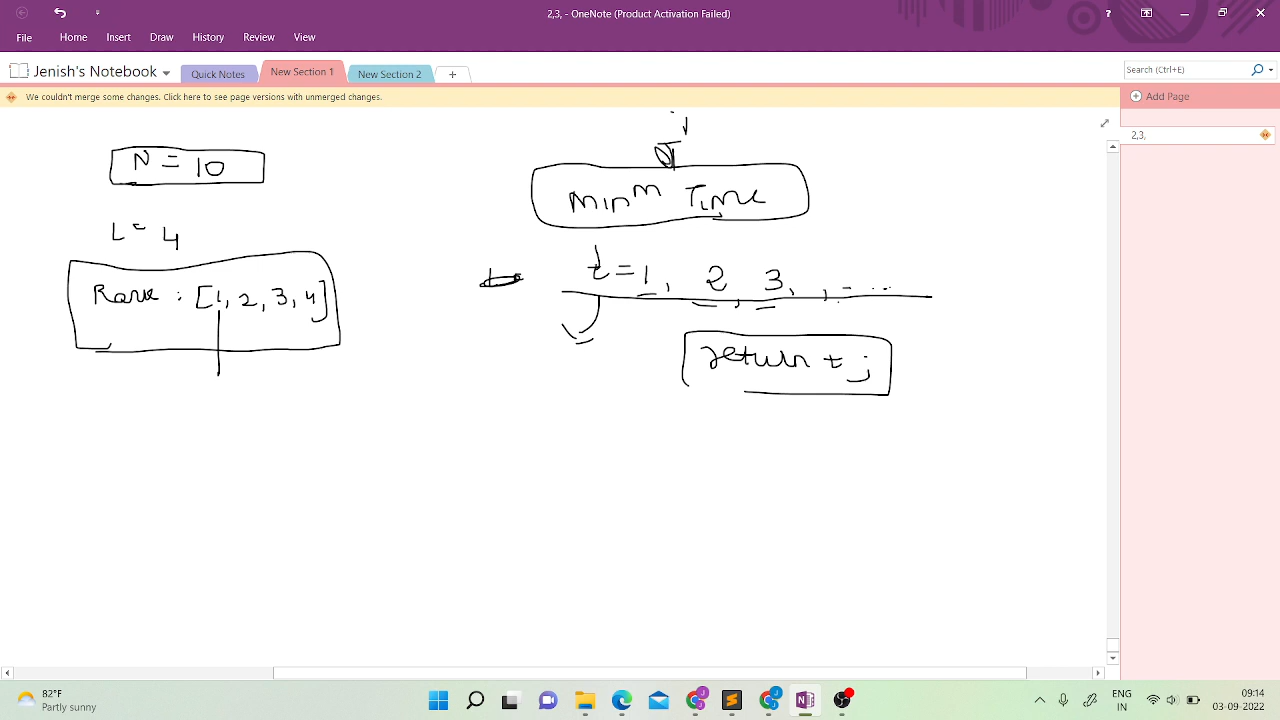 2,3, - OneNote (Product Activation Failed)
File Home Insert Draw History Review View
Jenish's Notebook Quick Notes New Section 1 New Section 2 +
Search (Ctrl+E)
We couldn't merge some changes. Click here to see page versions with unmerged changes.
Add Page
2,3,
N = 10
L = 4
Rank : [1, 2, 3, 4]
Minᵐ Time
t = 1, 2 3, , - ...
return t ;
82°F
Partly sunny
ENG
IN
09:14
03-09-2022